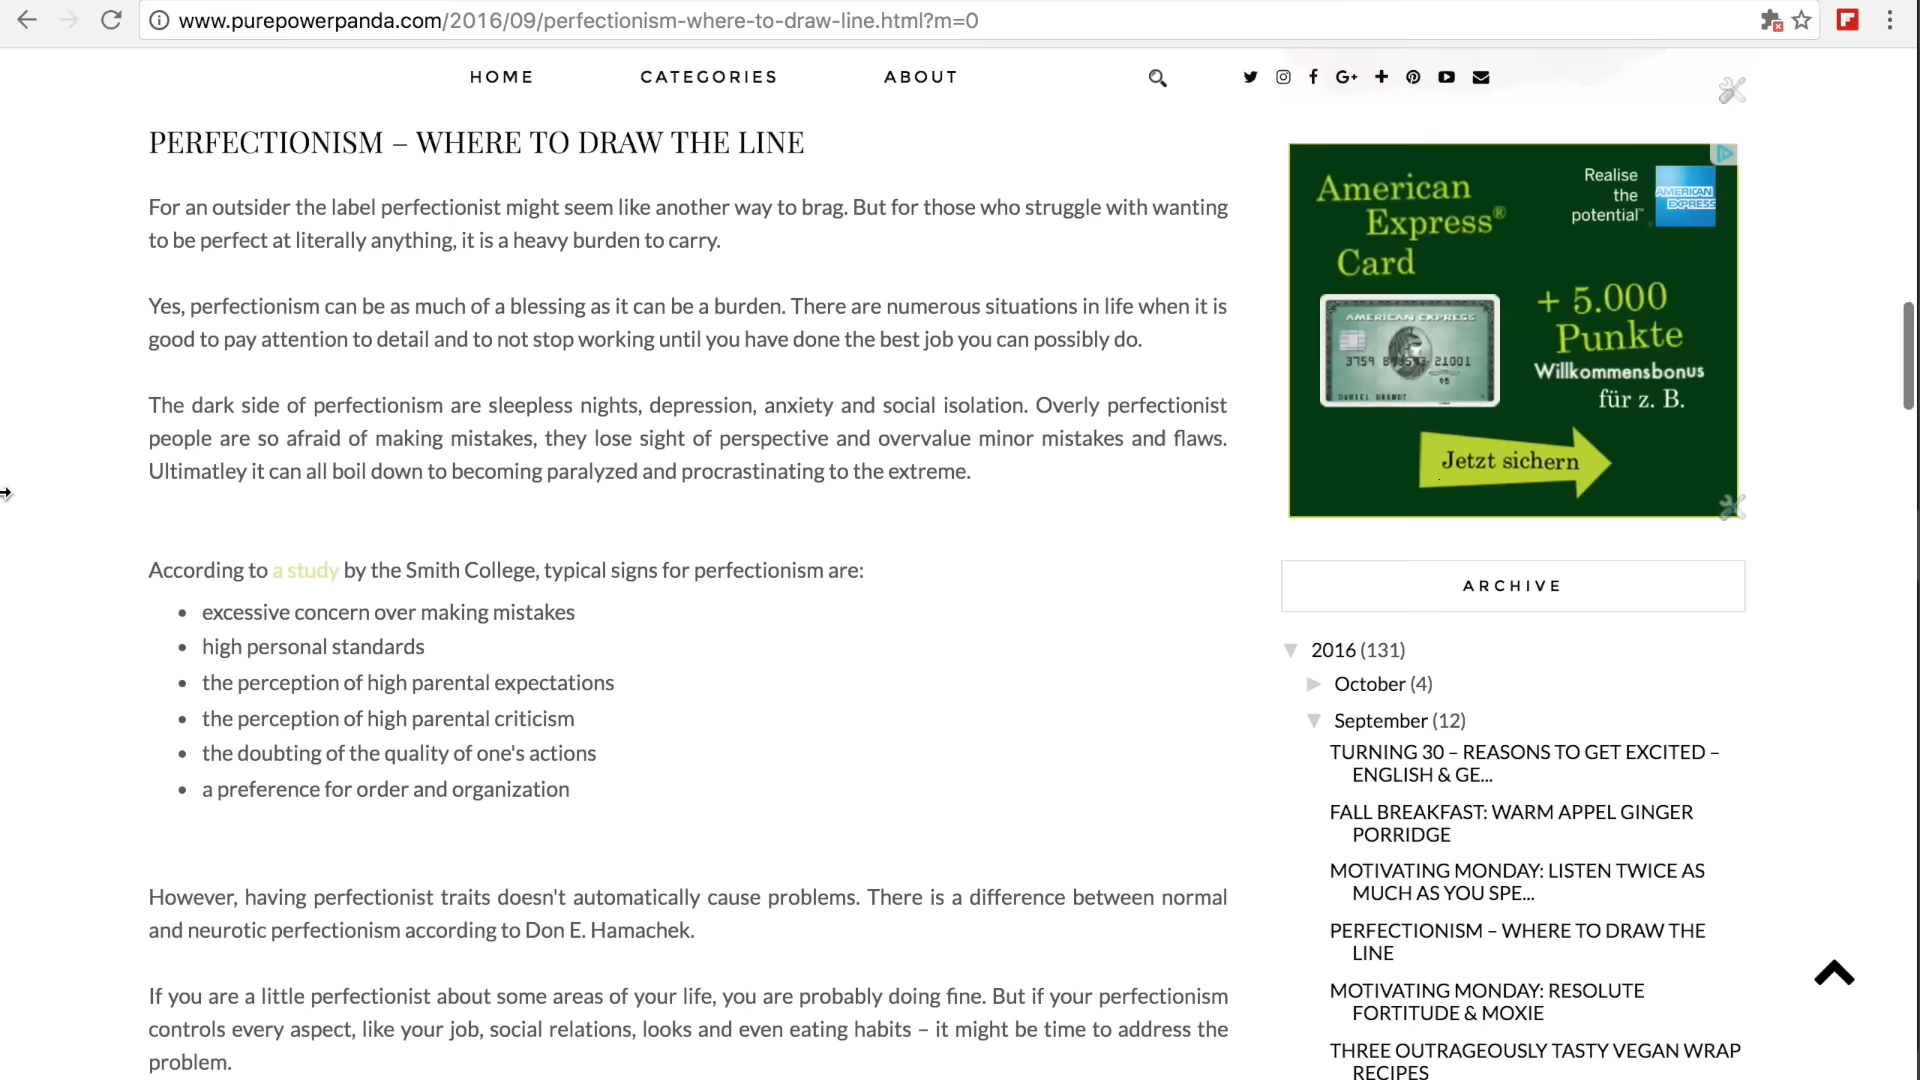 www.purepowerpanda.com/2016/09/perfectionism-where-to-draw-line.html?m=0
HOME CATEGORIES ABOUT
PERFECTIONISM – WHERE TO DRAW THE LINE
For an outsider the label perfectionist might seem like another way to brag. But for those who struggle with wanting
to be perfect at literally anything, it is a heavy burden to carry.
Yes, perfectionism can be as much of a blessing as it can be a burden. There are numerous situations in life when it is
good to pay attention to detail and to not stop working until you have done the best job you can possibly do.
The dark side of perfectionism are sleepless nights, depression, anxiety and social isolation. Overly perfectionist
people are so afraid of making mistakes, they lose sight of perspective and overvalue minor mistakes and flaws.
Ultimatley it can all boil down to becoming paralyzed and procrastinating to the extreme.
According to a study by the Smith College, typical signs for perfectionism are:
• excessive concern over making mistakes
• high personal standards
• the perception of high parental expectations
• the perception of high parental criticism
• the doubting of the quality of one's actions
• a preference for order and organization
However, having perfectionist traits doesn't automatically cause problems. There is a difference between normal
and neurotic perfectionism according to Don E. Hamachek.
If you are a little perfectionist about some areas of your life, you are probably doing fine. But if your perfectionism
controls every aspect, like your job, social relations, looks and even eating habits – it might be time to address the
problem.
American
Express®
Card
Realise
the
potential™
AMERICAN
EXPRESS
AMERICAN EXPRESS
3759 21001
95
+ 5.000
Punkte
Willkommensbonus
für z. B.
Jetzt sichern
ARCHIVE
▼ 2016 (131)
► October (4)
▼ September (12)
TURNING 30 – REASONS TO GET EXCITED –
ENGLISH & GE...
FALL BREAKFAST: WARM APPEL GINGER
PORRIDGE
MOTIVATING MONDAY: LISTEN TWICE AS
MUCH AS YOU SPE...
PERFECTIONISM – WHERE TO DRAW THE
LINE
MOTIVATING MONDAY: RESOLUTE
FORTITUDE & MOXIE
THREE OUTRAGEOUSLY TASTY VEGAN WRAP
RECIPES